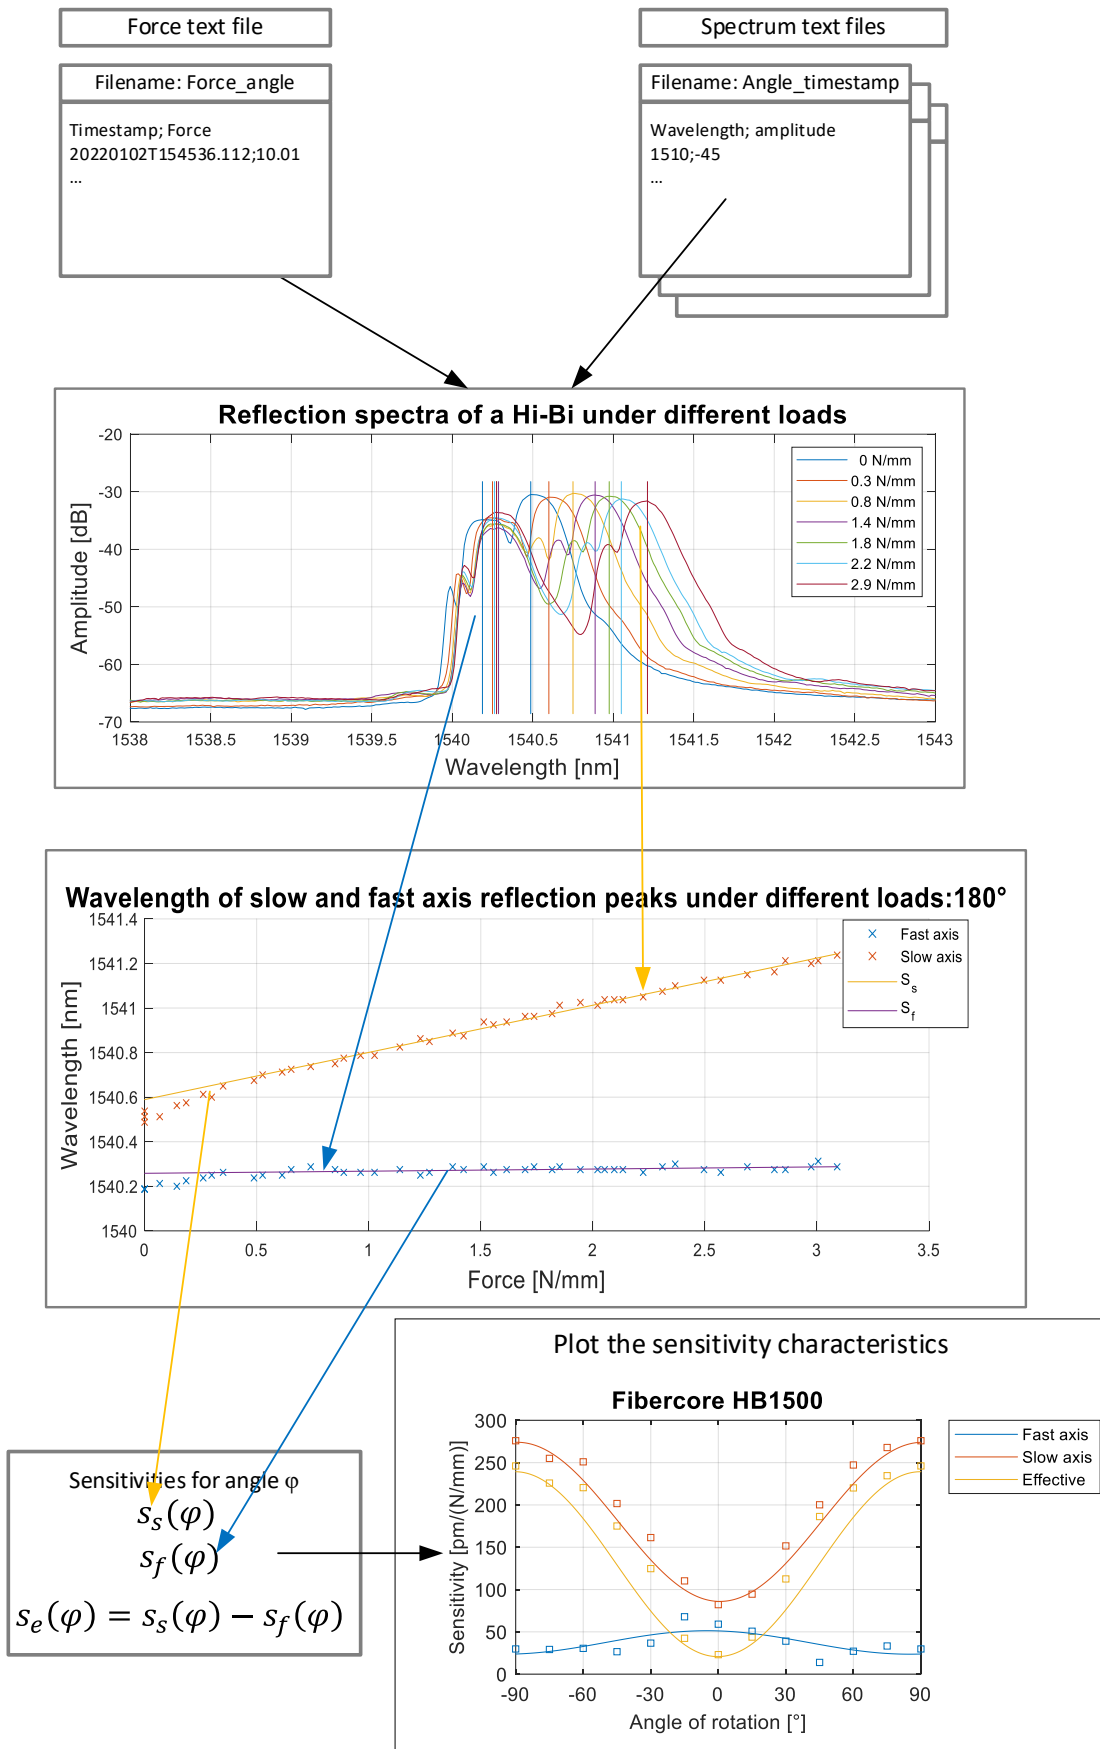 Force text file
Spectrum text files
Filename: Force_angle
Filename: Angle_timestamp
Timestamp; Force
20220102T154536.112;10.01
...
Wavelength; amplitude
1510;-45
...
Reflection spectra of a Hi-Bi under different loads
-20
-30
-40
-50
-60
-70
Amplitude [dB]
0 N/mm
0.3 N/mm
0.8 N/mm
1.4 N/mm
1.8 N/mm
2.2 N/mm
2.9 N/mm
1538 1538.5 1539 1539.5 1540 1540.5 1541 1541.5 1542 1542.5 1543
Wavelength [nm]
Wavelength of slow and fast axis reflection peaks under different loads:180°
1541.4
1541.2
1541
1540.8
1540.6
1540.4
1540.2
1540
Wavelength [nm]
Fast axis
Slow axis
S_s
S_f
0 0.5 1 1.5 2 2.5 3 3.5
Force [N/mm]
Sensitivities for angle φ
s_s(φ)
s_f(φ)
s_e(φ) = s_s(φ) − s_f(φ)
Plot the sensitivity characteristics
Fibercore HB1500
300
250
200
150
100
50
0
Sensitivity [pm/(N/mm)]
Fast axis
Slow axis
Effective
-90 -60 -30 0 30 60 90
Angle of rotation [°]